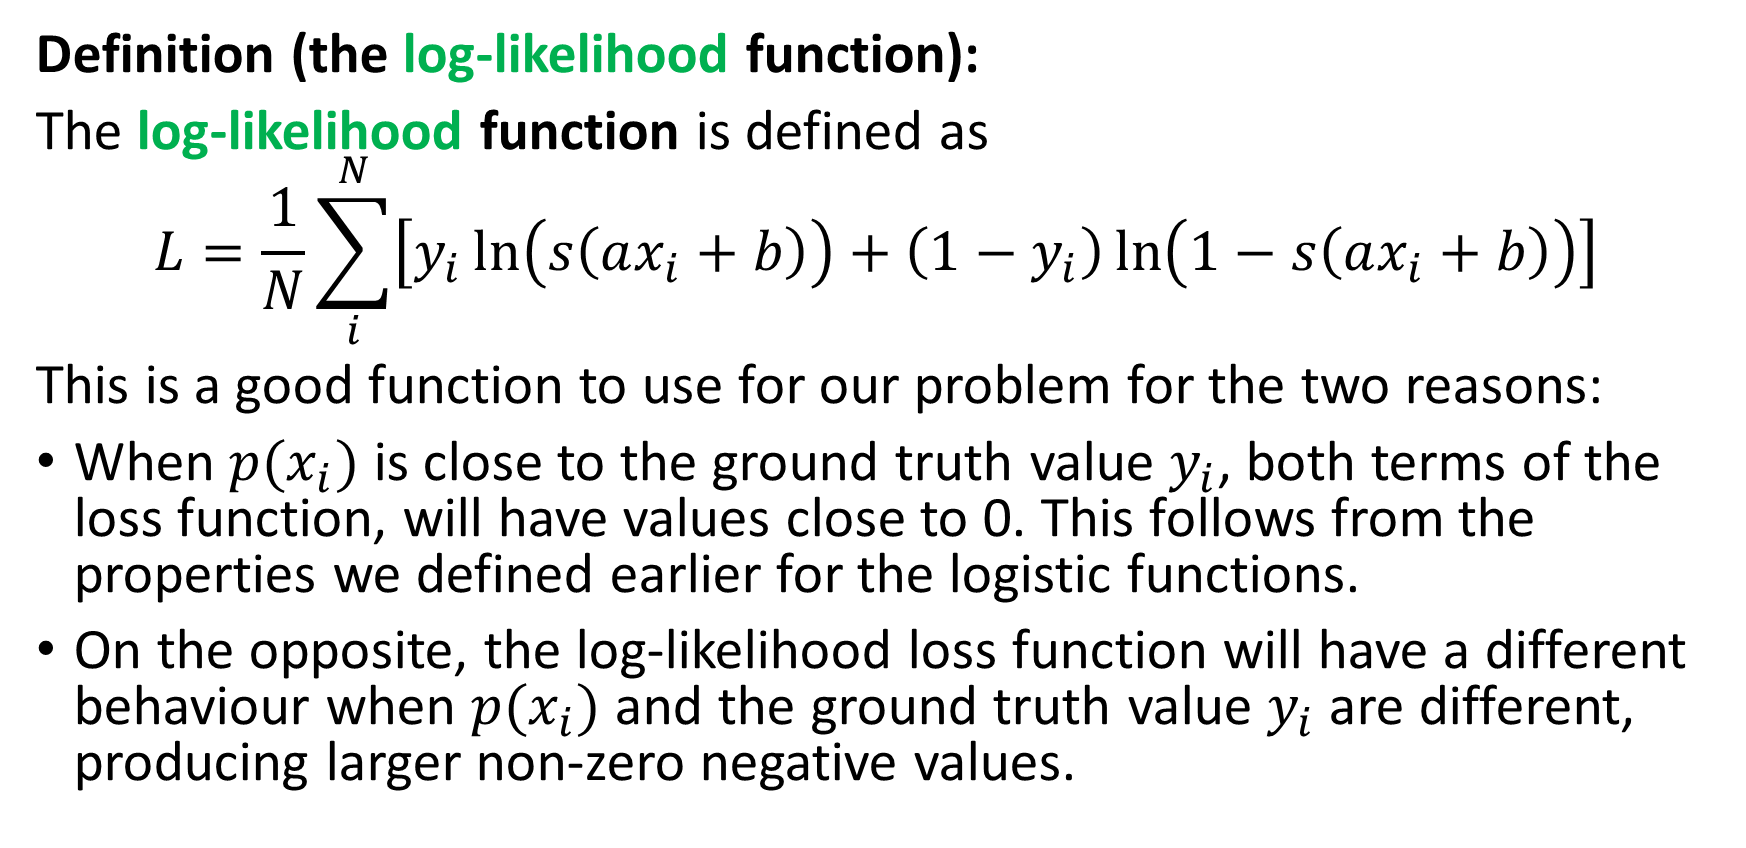 Definition (the log-likelihood function):
The log-likelihood function is defined as
L = \frac{1}{N} \sum_{i}^{N} [y_i ln(s(ax_i + b)) + (1 − y_i) ln(1 − s(ax_i + b))]
This is a good function to use for our problem for the two reasons:
• When p(x_i) is close to the ground truth value y_i, both terms of the
loss function, will have values close to 0. This follows from the
properties we defined earlier for the logistic functions.
• On the opposite, the log-likelihood loss function will have a different
behaviour when p(x_i) and the ground truth value y_i are different,
producing larger non-zero negative values.